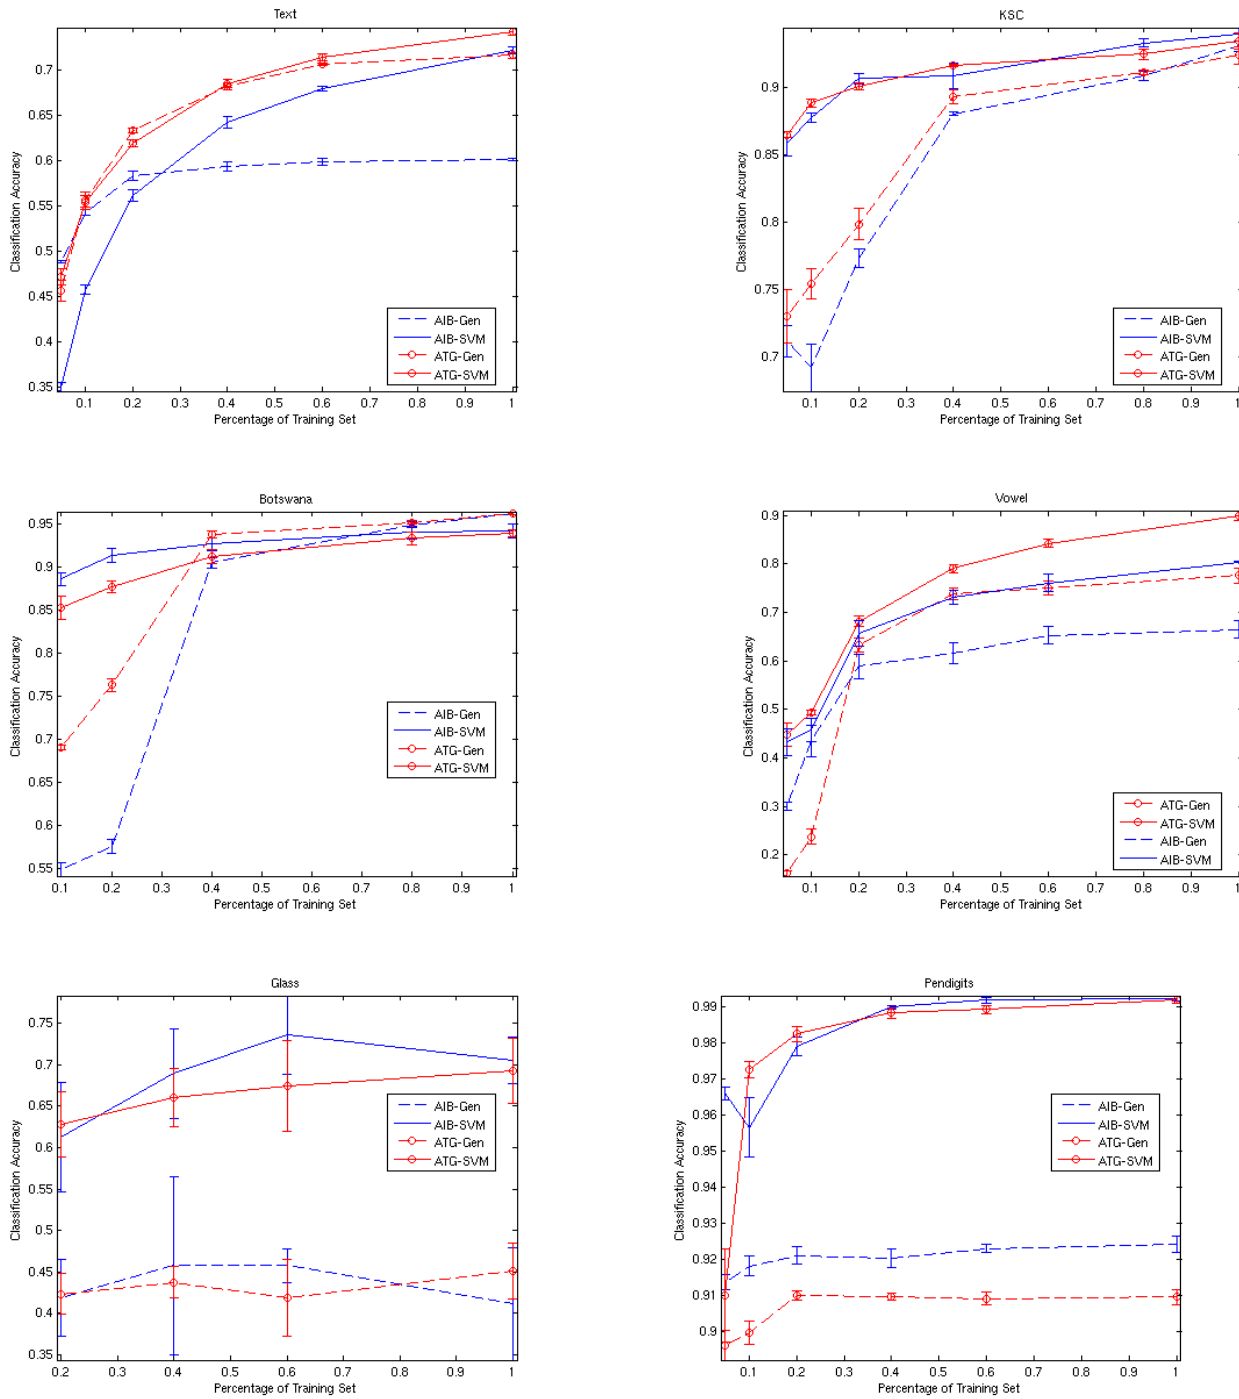 Text
0.7
0.65
0.6
0.55
0.5
0.45
0.4
0.35
Classification Accuracy
AIB-Gen
AIB-SVM
ATG-Gen
ATG-SVM
0.1 0.2 0.3 0.4 0.5 0.6 0.7 0.8 0.9 1
Percentage of Training Set
KSC
0.9
0.85
0.8
0.75
0.7
Classification Accuracy
AIB-Gen
AIB-SVM
ATG-Gen
ATG-SVM
0.1 0.2 0.3 0.4 0.5 0.6 0.7 0.8 0.9 1
Percentage of Training Set
Botswana
0.95
0.9
0.85
0.8
0.75
0.7
0.65
0.6
0.55
Classification Accuracy
AIB-Gen
AIB-SVM
ATG-Gen
ATG-SVM
0.1 0.2 0.3 0.4 0.5 0.6 0.7 0.8 0.9 1
Percentage of Training Set
Vowel
0.9
0.8
0.7
0.6
0.5
0.4
0.3
0.2
Classification Accuracy
ATG-Gen
ATG-SVM
AIB-Gen
AIB-SVM
0.1 0.2 0.3 0.4 0.5 0.6 0.7 0.8 0.9 1
Percentage of Training Set
Glass
0.75
0.7
0.65
0.6
0.55
0.5
0.45
0.4
0.35
Classification Accuracy
AIB-Gen
AIB-SVM
ATG-Gen
ATG-SVM
0.2 0.3 0.4 0.5 0.6 0.7 0.8 0.9 1
Percentage of Training Set
Pendigits
0.99
0.98
0.97
0.96
0.95
0.94
0.93
0.92
0.91
0.9
Classification Accuracy
AIB-Gen
AIB-SVM
ATG-Gen
ATG-SVM
0.1 0.2 0.3 0.4 0.5 0.6 0.7 0.8 0.9 1
Percentage of Training Set